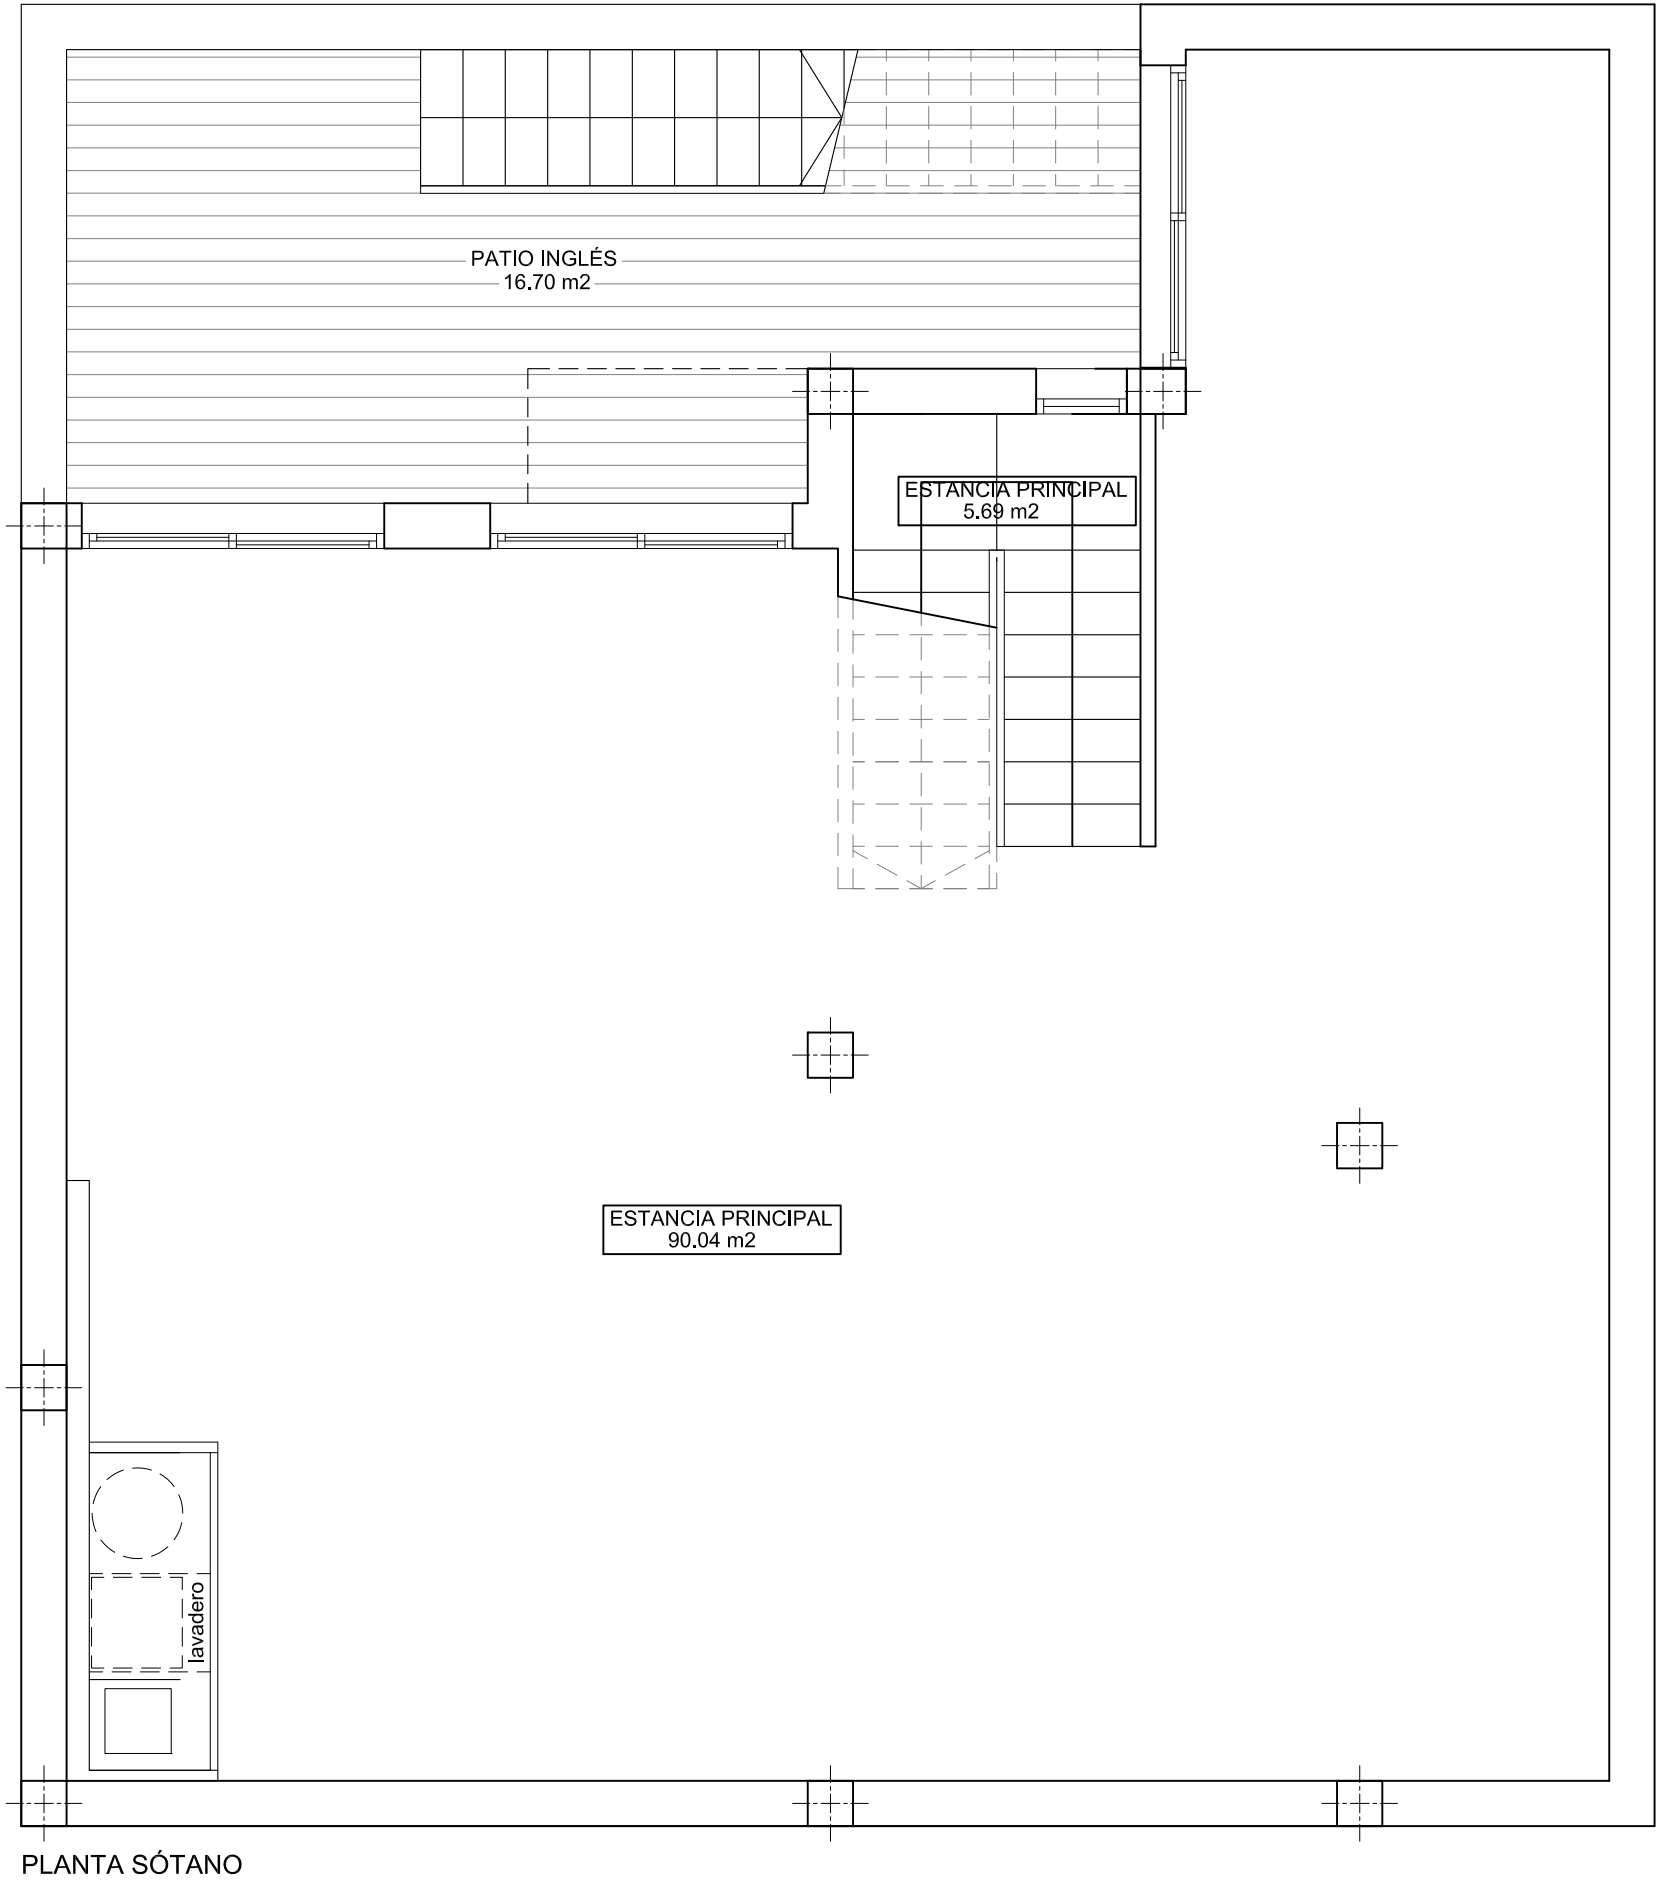 PATIO INGLÉS
16.70 m2
ESTANCIA PRINCIPAL
5.69 m2
ESTANCIA PRINCIPAL
90.04 m2
lavadero
PLANTA SÓTANO